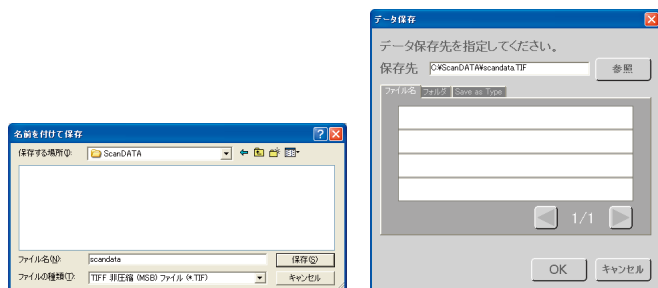 名前を付けて保存
保存する場所(I):
ScanDATA
ファイル名(N):
scandata
保存(S)
ファイルの種類(T):
TIFF 非圧縮 (MSB) ファイル (*.TIF)
キャンセル
データ保存
データ保存先を指定してください。
保存先
C:¥ScanDATA¥scandata.TIF
参照
ファイル名
フォルダ
Save as Type
1/1
OK
キャンセル